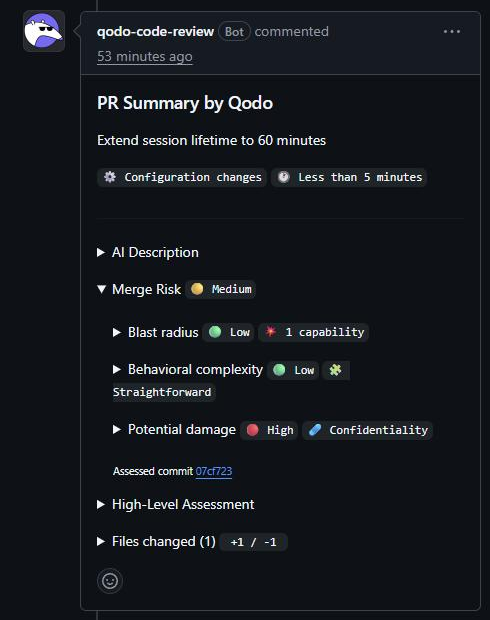 qodo-code-review Bot commented
53 minutes ago
PR Summary by Qodo
Extend session lifetime to 60 minutes
Configuration changes Less than 5 minutes
AI Description
Merge Risk Medium
Blast radius Low 1 capability
Behavioral complexity Low
Straightforward
Potential damage High Confidentiality
Assessed commit 07cf723
High-Level Assessment
Files changed (1) +1 / -1